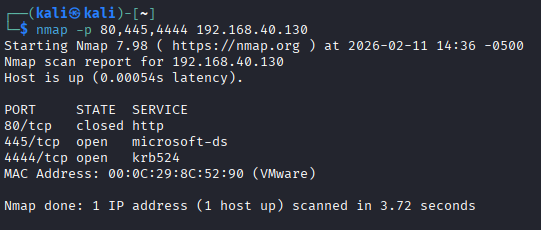 ┌──(kali㉿kali)-[~]
└─$ nmap -p 80,445,4444 192.168.40.130
Starting Nmap 7.98 ( https://nmap.org ) at 2026-02-11 14:36 -0500
Nmap scan report for 192.168.40.130
Host is up (0.00054s latency).
PORT     STATE  SERVICE
80/tcp   closed http
445/tcp  open   microsoft-ds
4444/tcp open   krb524
MAC Address: 00:0C:29:8C:52:90 (VMware)
Nmap done: 1 IP address (1 host up) scanned in 3.72 seconds